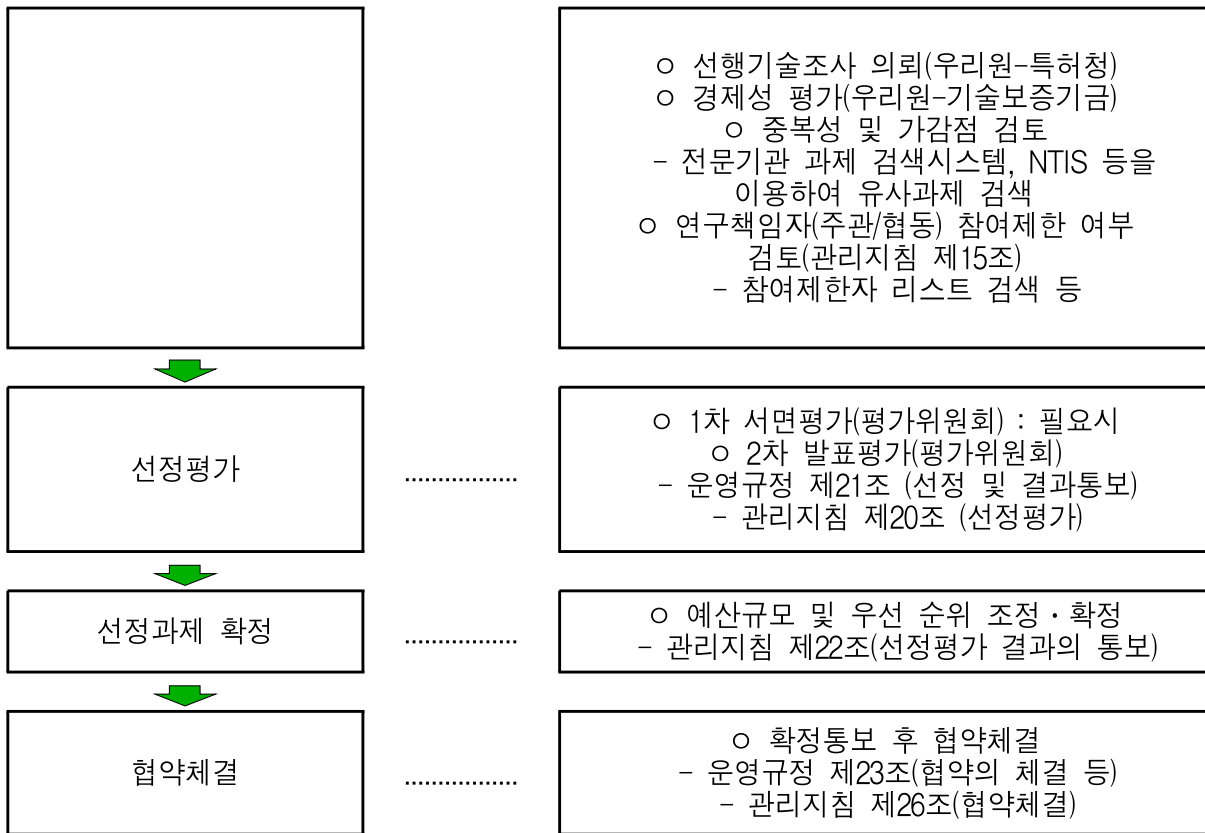 ○ 선행기술조사 의뢰(우리원-특허청)
○ 경제성 평가(우리원-기술보증기금)
○ 중복성 및 가감점 검토
- 전문기관 과제 검색시스템, NTIS 등을
이용하여 유사과제 검색
○ 연구책임자(주관/협동) 참여제한 여부
검토(관리지침 제15조)
- 참여제한자 리스트 검색 등
선정평가
.................
○ 1차 서면평가(평가위원회) : 필요시
○ 2차 발표평가(평가위원회)
- 운영규정 제21조 (선정 및 결과통보)
- 관리지침 제20조 (선정평가)
선정과제 확정
.................
○ 예산규모 및 우선 순위 조정·확정
- 관리지침 제22조(선정평가 결과의 통보)
협약체결
.................
○ 확정통보 후 협약체결
- 운영규정 제23조(협약의 체결 등)
- 관리지침 제26조(협약체결)